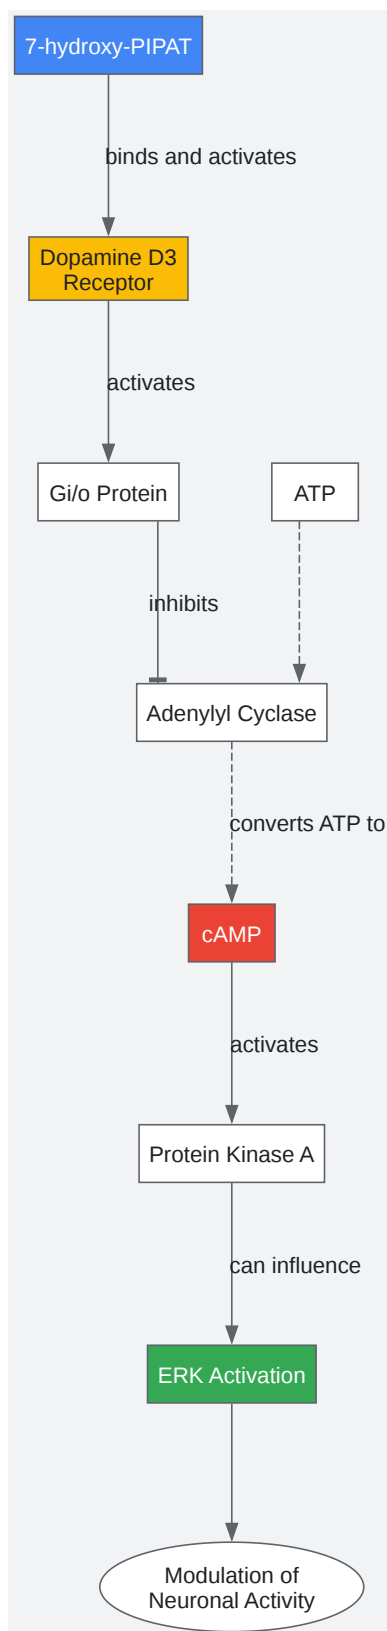 7-hydroxy-PIPAT
binds and activates
Dopamine D3
Receptor
activates
Gi/o Protein
ATP
inhibits
Adenylyl Cyclase
converts ATP to
cAMP
activates
Protein Kinase A
can influence
ERK Activation
Modulation of
Neuronal Activity